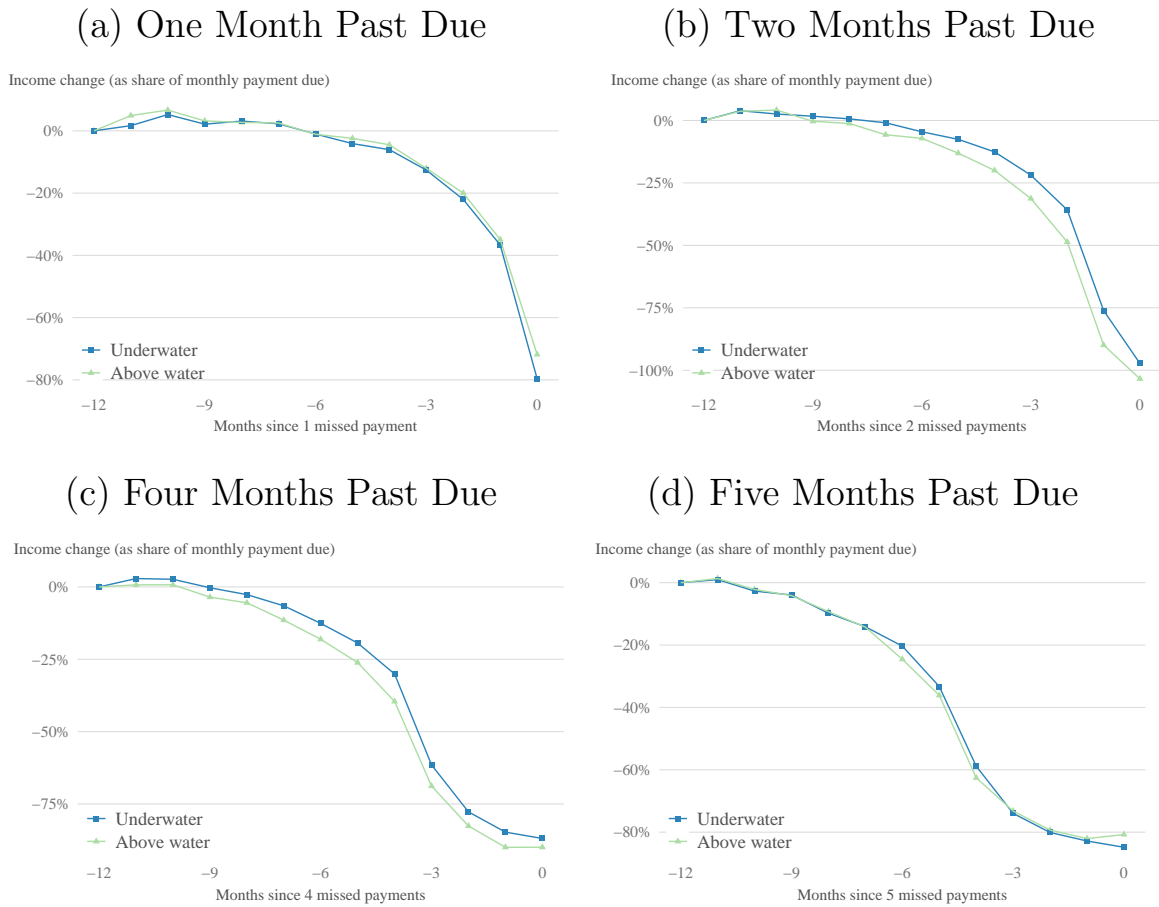 (a) One Month Past Due
Income change (as share of monthly payment due)
0%
−20%
−40%
−60%
−80%
Underwater
Above water
−12 −9 −6 −3 0
Months since 1 missed payment
(b) Two Months Past Due
Income change (as share of monthly payment due)
0%
−25%
−50%
−75%
−100%
Underwater
Above water
−12 −9 −6 −3 0
Months since 2 missed payments
(c) Four Months Past Due
Income change (as share of monthly payment due)
0%
−25%
−50%
−75%
Underwater
Above water
−12 −9 −6 −3 0
Months since 4 missed payments
(d) Five Months Past Due
Income change (as share of monthly payment due)
0%
−20%
−40%
−60%
−80%
Underwater
Above water
−12 −9 −6 −3 0
Months since 5 missed payments